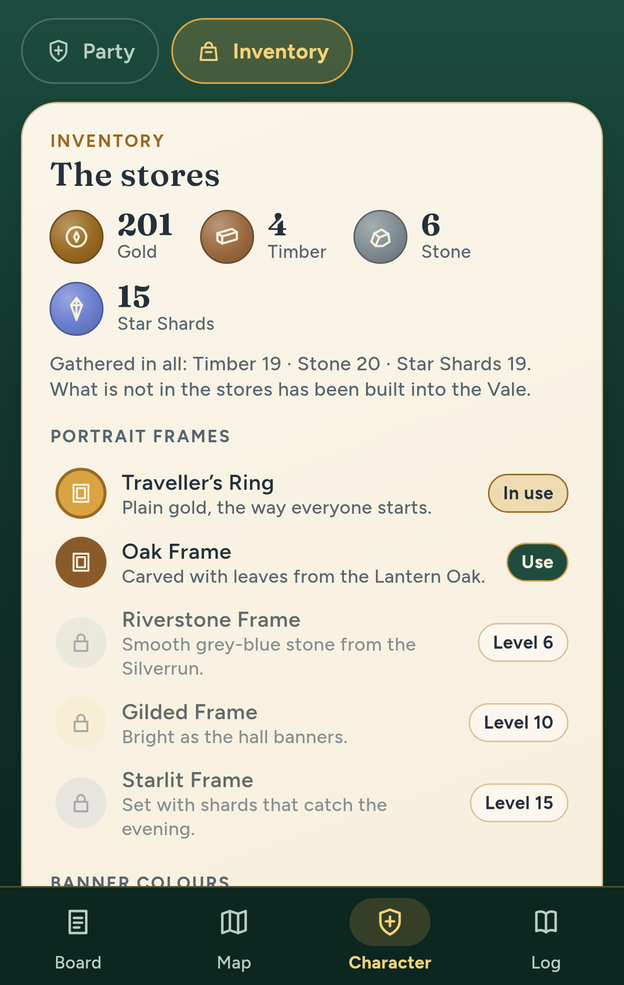 Party
Inventory
INVENTORY
The stores
201
Gold
4
Timber
6
Stone
15
Star Shards
Gathered in all: Timber 19 · Stone 20 · Star Shards 19.
What is not in the stores has been built into the Vale.
PORTRAIT FRAMES
Traveller’s Ring
Plain gold, the way everyone starts.
In use
Oak Frame
Carved with leaves from the Lantern Oak.
Use
Riverstone Frame
Smooth grey-blue stone from the
Silverrun.
Level 6
Gilded Frame
Bright as the hall banners.
Level 10
Starlit Frame
Set with shards that catch the
evening.
Level 15
BANNER COLOURS
Board
Map
Character
Log